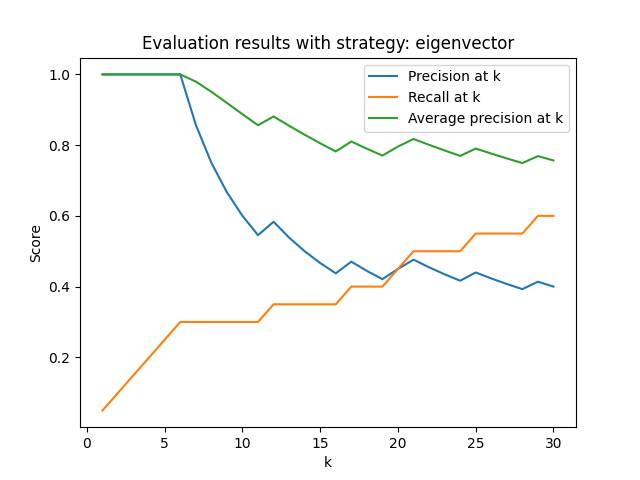 Evaluation results with strategy: eigenvector
Precision at k
Recall at k
Average precision at k
Score
1.0
0.8
0.6
0.4
0.2
0 5 10 15 20 25 30
k